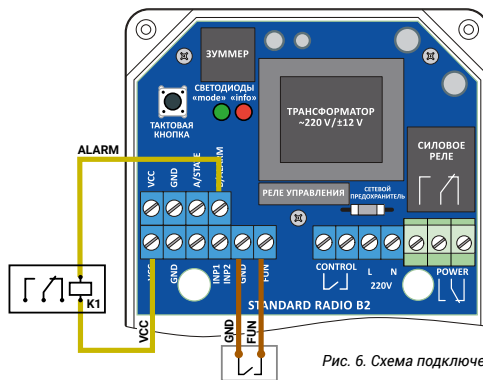 ЗУММЕР
СВЕТОДИОДЫ
«mode» «info»
ТАКТОВАЯ
КНОПКА
ТРАНСФОРМАТОР
~220 V/±12 V
СИЛОВОЕ
РЕЛЕ
ALARM
VCC
GND
A/STATE
B/ALARM
РЕЛЕ УПРАВЛЕНИЯ
СЕТЕВОЙ
ПРЕДОХРАНИТЕЛЬ
VCC
GND
INP1
INP2
GND
FUN
CONTROL
L
N
220V
POWER
STANDARD RADIO B2
K1
VCC
GND
FUN
Рис. 6. Схема подключе